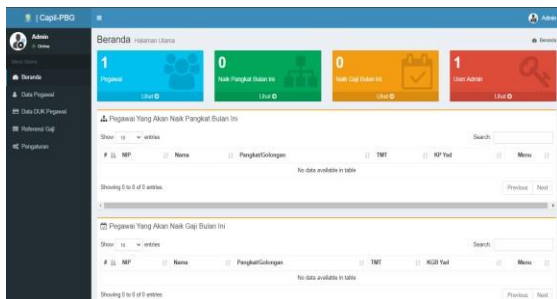 | Capil-PBG
Admin
Admin
Online
Menu Utama
Beranda
Data Pegawai
Data DUK Pegawai
Referensi Gaji
Pengaturan
Beranda Halaman Utama
Beranda
1
Pegawai
Lihat
0
Naik Pangkat Bulan Ini
Lihat
0
Naik Gaji Bulan Ini
Lihat
1
User Admin
Lihat
Pegawai Yang Akan Naik Pangkat Bulan Ini
Show 10 entries
Search:
# NIP Nama Pangkat/Golongan TMT KP Yad Menu
No data available in table
Showing 0 to 0 of 0 entries
Previous Next
Pegawai Yang Akan Naik Gaji Bulan Ini
Show 10 entries
Search:
# NIP Nama Pangkat/Golongan TMT KGB Yad Menu
No data available in table
Showing 0 to 0 of 0 entries
Previous Next